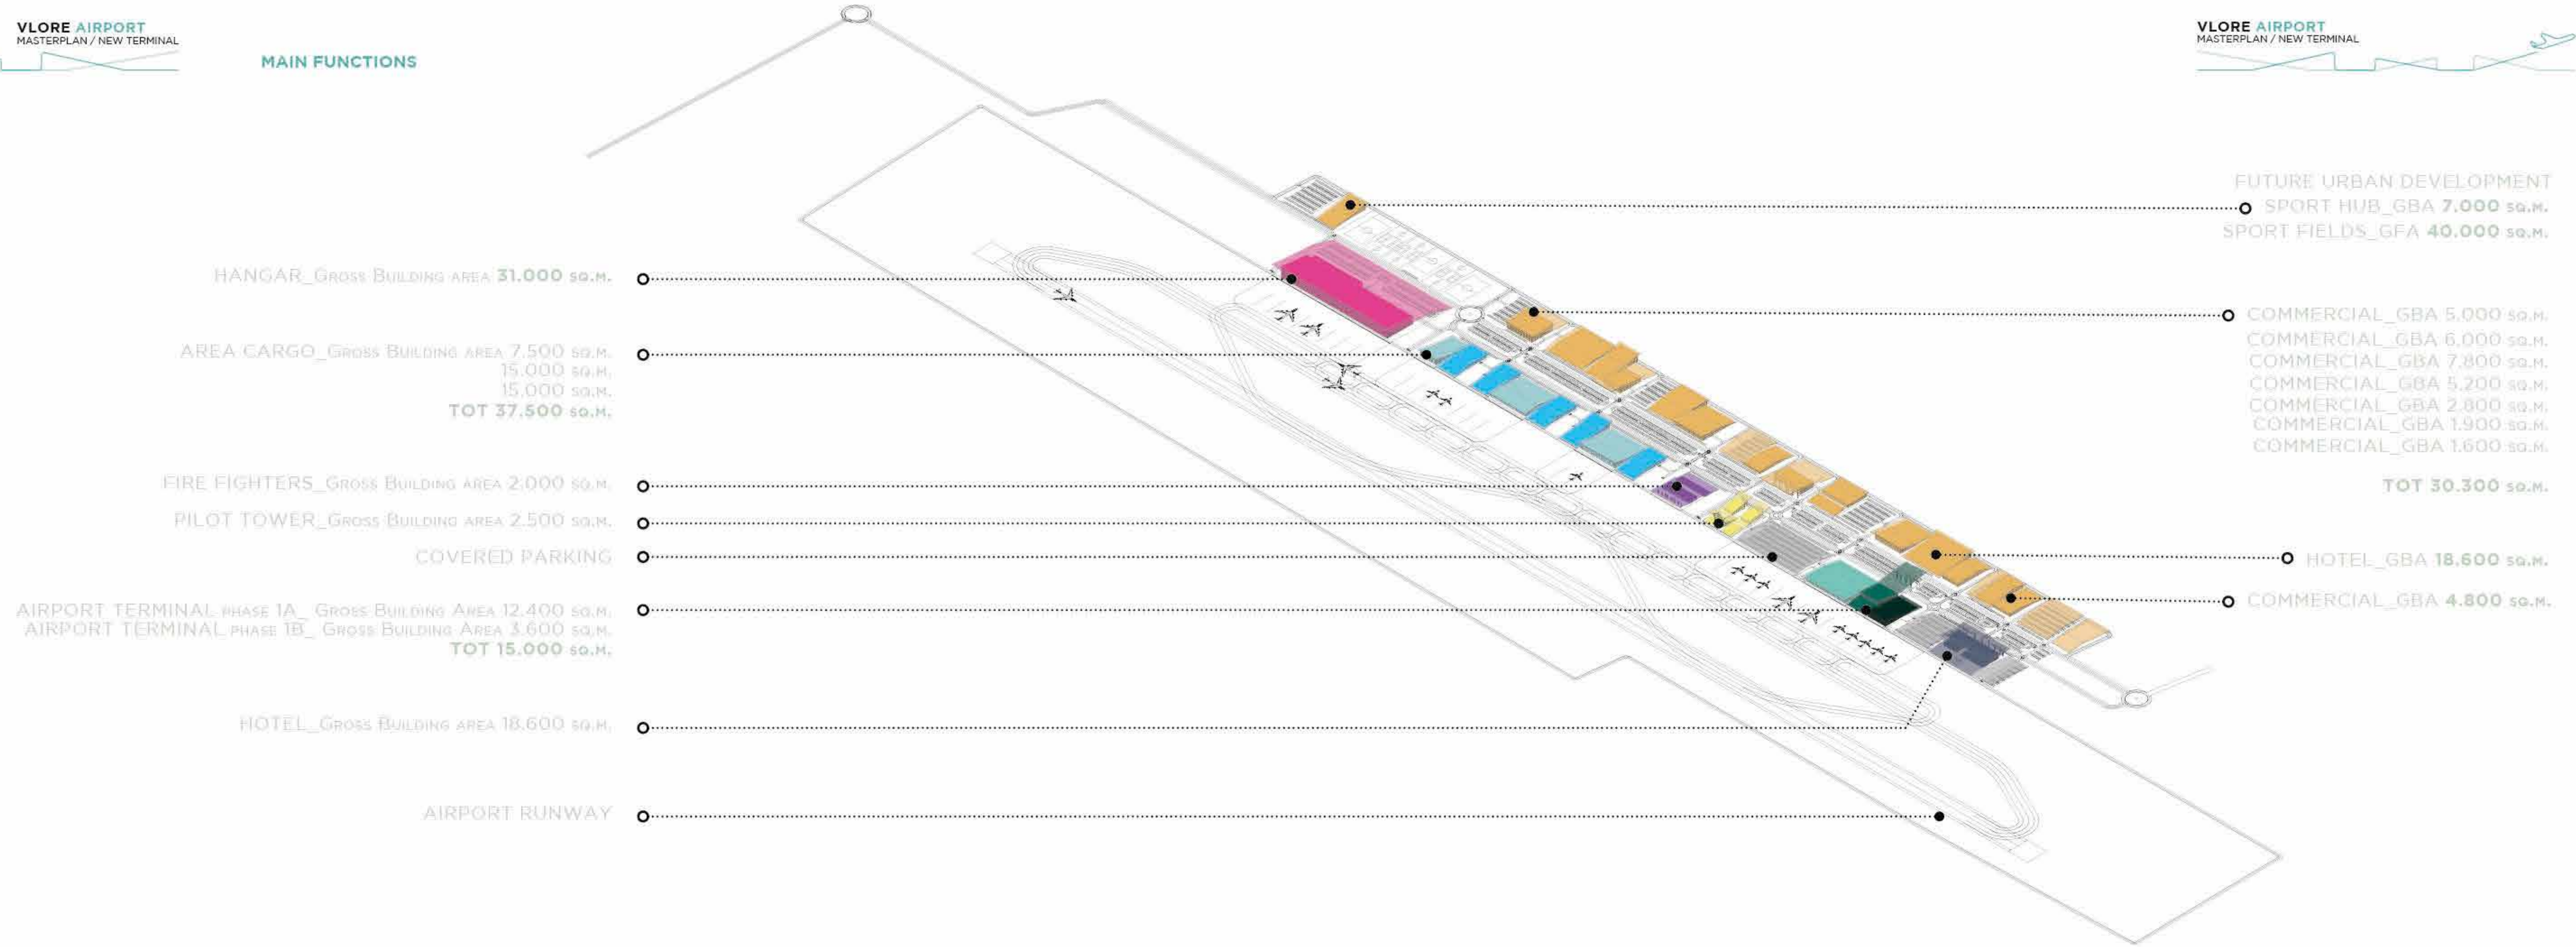 VLORE AIRPORT
MASTERPLAN / NEW TERMINAL
MAIN FUNCTIONS
VLORE AIRPORT
MASTERPLAN / NEW TERMINAL
HANGAR_GROSS BUILDING AREA 31.000 SQ.M.
AREA CARGO_GROSS BUILDING AREA 7.500 SQ.M.
15.000 SQ.M.
15.000 SQ.M.
TOT 37.500 SQ.M.
FIRE FIGHTERS_GROSS BUILDING AREA 2.000 SQ.M.
PILOT TOWER_GROSS BUILDING AREA 2.500 SQ.M.
COVERED PARKING
AIRPORT TERMINAL PHASE 1A_ GROSS BUILDING AREA 12.400 SQ.M.
AIRPORT TERMINAL PHASE 1B_ GROSS BUILDING AREA 3.600 SQ.M.
TOT 15.000 SQ.M.
HOTEL_GROSS BUILDING AREA 18.600 SQ.M.
AIRPORT RUNWAY
FUTURE URBAN DEVELOPMENT
SPORT HUB_GBA 7.000 SQ.M.
SPORT FIELDS_GFA 40.000 SQ.M.
COMMERCIAL_GBA 5.000 SQ.M.
COMMERCIAL_GBA 6.000 SQ.M.
COMMERCIAL_GBA 7.800 SQ.M.
COMMERCIAL_GBA 5.200 SQ.M.
COMMERCIAL_GBA 2.800 SQ.M.
COMMERCIAL_GBA 1.900 SQ.M.
COMMERCIAL_GBA 1.600 SQ.M.
TOT 30.300 SQ.M.
HOTEL_GBA 18.600 SQ.M.
COMMERCIAL_GBA 4.800 SQ.M.